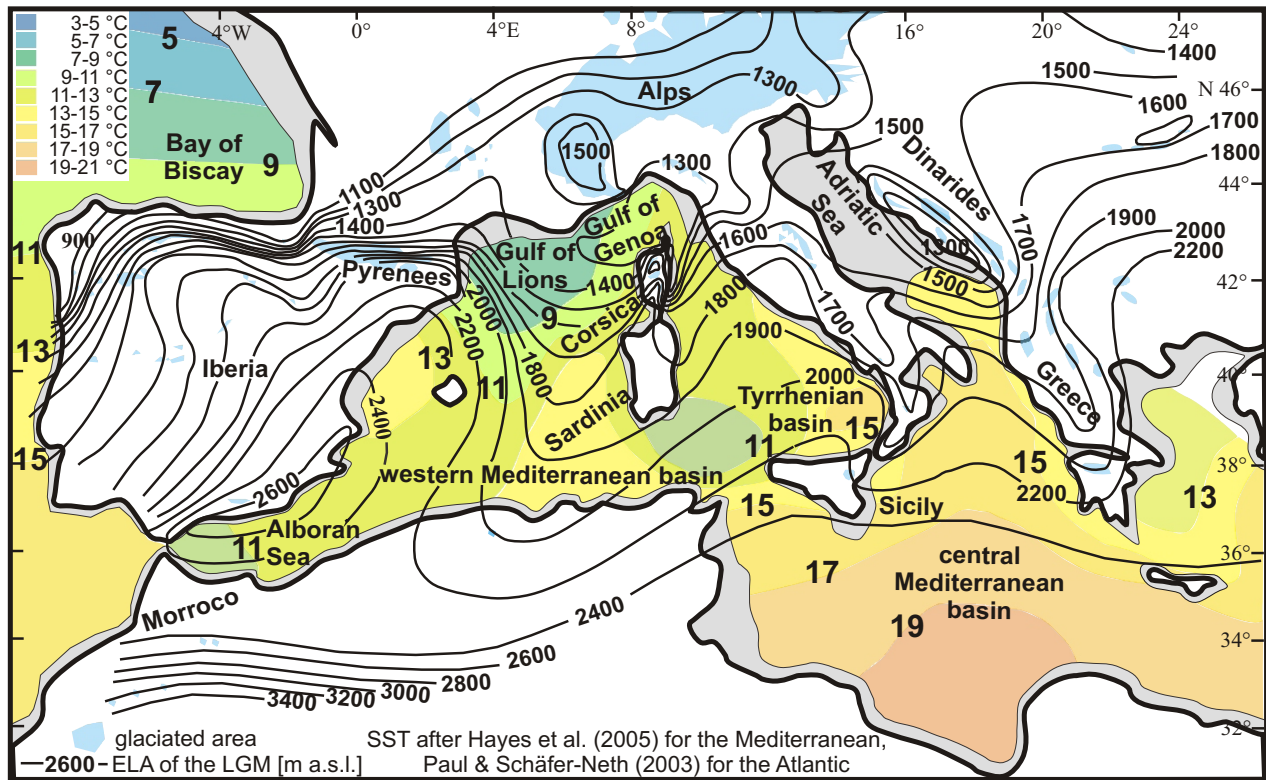 3-5 °C
5-7 °C
7-9 °C
9-11 °C
11-13 °C
13-15 °C
15-17 °C
17-19 °C
19-21 °C
4°W
0°
4°E
8°
16°
20°
24°
N 46°
44°
42°
40°
38°
36°
34°
32°
5
7
9
Bay of
Biscay
Alps
1300
1400
1500
1600
1700
1800
1500
1300
1500
1100
1300
1400
900
11
Pyrenees
Gulf of
Lions
Gulf of
Genoa
1400
9
Corsica
1600
1800
1700
1900
Adriatic
Sea
Dinarides
1300
1500
1700
1900
2000
2200
13
Iberia
2000
2200
13
11
1800
Sardinia
2400
2000
Tyrrhenian
basin
15
11
Greece
15
western Mediterranean basin
15
2200
13
2600
Alboran
Sea
11
15
Sicily
17
central
Mediterranean
basin
19
Morroco
2400
2600
2800
3000
3200
3400
glaciated area
2600 ELA of the LGM [m a.s.l.]
SST after Hayes et al. (2005) for the Mediterranean,
Paul & Schäfer-Neth (2003) for the Atlantic